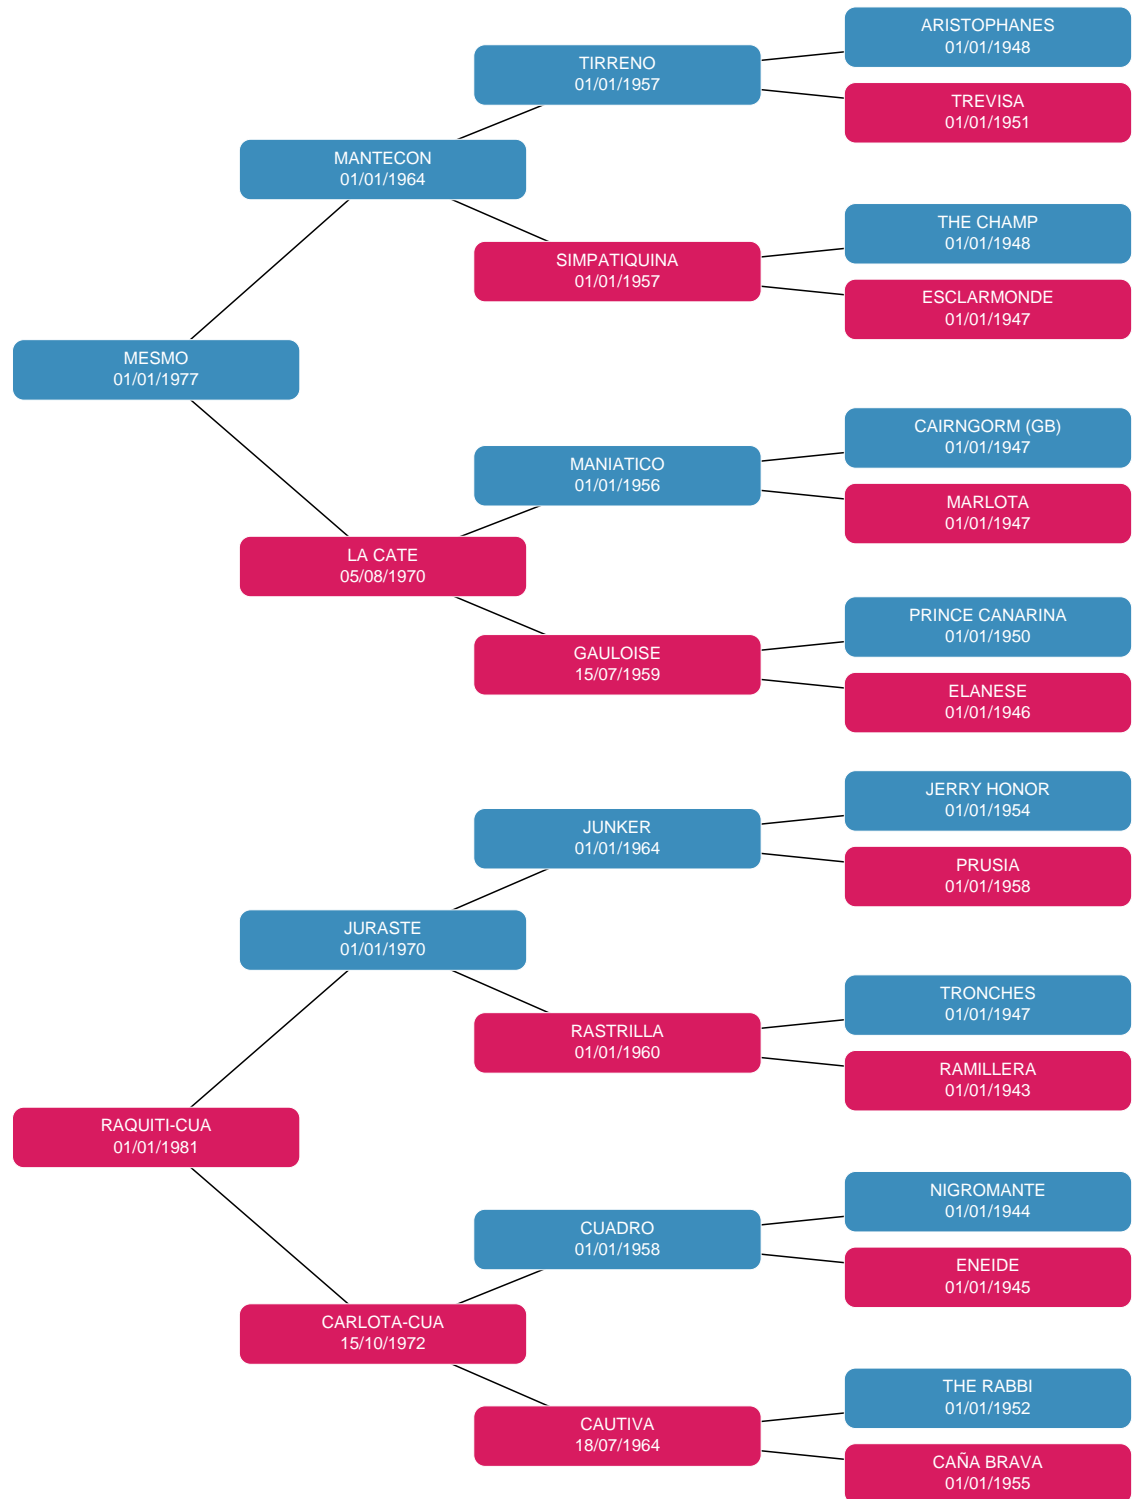 ARISTOPHANES
01/01/1948
TIRRENO
01/01/1957
TREVISA
01/01/1951
MANTECON
01/01/1964
THE CHAMP
01/01/1948
SIMPATIQUINA
01/01/1957
ESCLARMONDE
01/01/1947
MESMO
01/01/1977
CAIRNGORM (GB)
01/01/1947
MANIATICO
01/01/1956
MARLOTA
01/01/1947
LA CATE
05/08/1970
PRINCE CANARINA
01/01/1950
GAULOISE
15/07/1959
ELANESE
01/01/1946
JERRY HONOR
01/01/1954
JUNKER
01/01/1964
PRUSIA
01/01/1958
JURASTE
01/01/1970
TRONCHES
01/01/1947
RASTRILLA
01/01/1960
RAMILLERA
01/01/1943
RAQUITI-CUA
01/01/1981
NIGROMANTE
01/01/1944
CUADRO
01/01/1958
ENEIDE
01/01/1945
CARLOTA-CUA
15/10/1972
THE RABBI
01/01/1952
CAUTIVA
18/07/1964
CAÑA BRAVA
01/01/1955